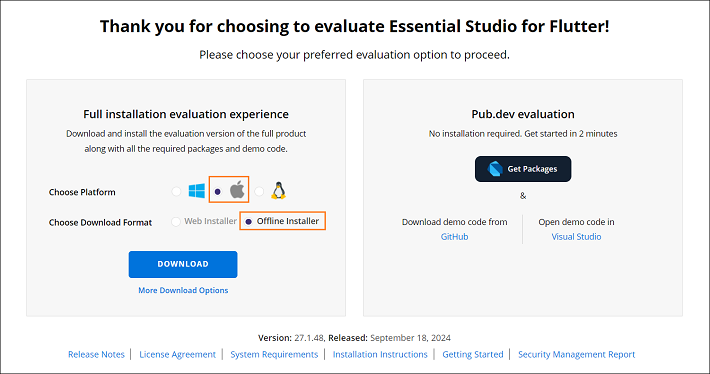 Thank you for choosing to evaluate Essential Studio for Flutter!
Please choose your preferred evaluation option to proceed.
Full installation evaluation experience
Download and install the evaluation version of the full product
along with all the required packages and demo code.
Choose Platform
Choose Download Format
Web Installer
Offline Installer
DOWNLOAD
More Download Options
Pub.dev evaluation
No installation required. Get started in 2 minutes
Get Packages
&
Download demo code from
GitHub
Open demo code in
Visual Studio
Version: 27.1.48, Released: September 18, 2024
Release Notes | License Agreement | System Requirements | Installation Instructions | Getting Started | Security Management Report